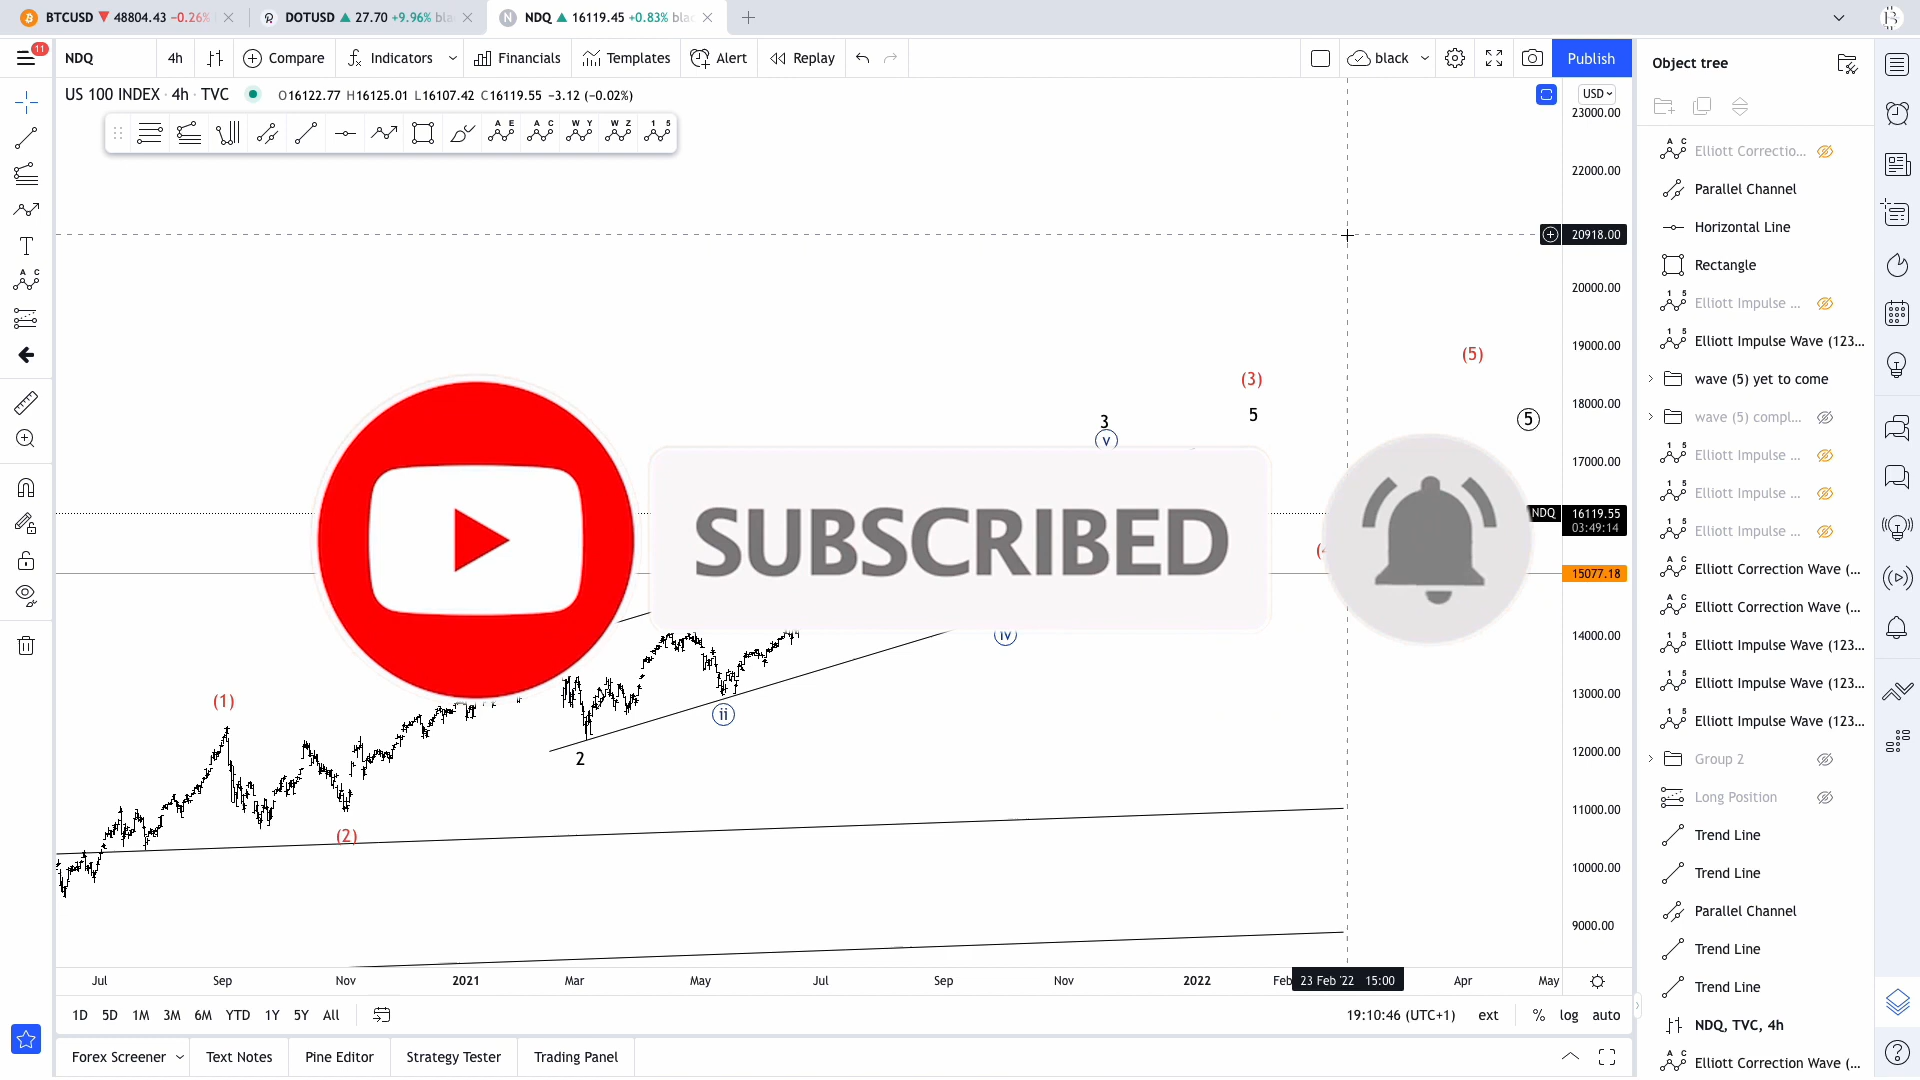 BTCUSD ▼ 48804.43 −0.26%
DOTUSD ▲ 27.70 +9.96% bla
NDQ ▲ 16119.45 +0.83% blac
11
NDQ 4h Compare Indicators Financials Templates Alert Replay black Publish
US 100 INDEX · 4h · TVC O16122.77 H16125.01 L16107.42 C16119.55 −3.12 (−0.02%)
USD
A E A C W Y W Z 1 5
T
A C
23000.00
22000.00
20918.00
20000.00
19000.00
18000.00
17000.00
NDQ 16119.55
03:49:14
15077.18
14000.00
13000.00
12000.00
11000.00
10000.00
9000.00
(5)
(3)
5
3
v
5
SUBSCRIBED
iv
ii
2
(1)
(2)
Jul Sep Nov 2021 Mar May Jul Sep Nov 2022 Feb 23 Feb '22 15:00 Apr May
1D 5D 1M 3M 6M YTD 1Y 5Y All
19:10:46 (UTC+1) ext % log auto
Forex Screener Text Notes Pine Editor Strategy Tester Trading Panel
Object tree
Elliott Correctio...
Parallel Channel
Horizontal Line
Rectangle
Elliott Impulse ...
Elliott Impulse Wave (123...
wave (5) yet to come
wave (5) compl...
Elliott Impulse ...
Elliott Impulse ...
Elliott Impulse ...
Elliott Correction Wave (...
Elliott Correction Wave (...
Elliott Impulse Wave (123...
Elliott Impulse Wave (123...
Elliott Impulse Wave (123...
Group 2
Long Position
Trend Line
Trend Line
Parallel Channel
Trend Line
Trend Line
NDQ, TVC, 4h
Elliott Correction Wave (...